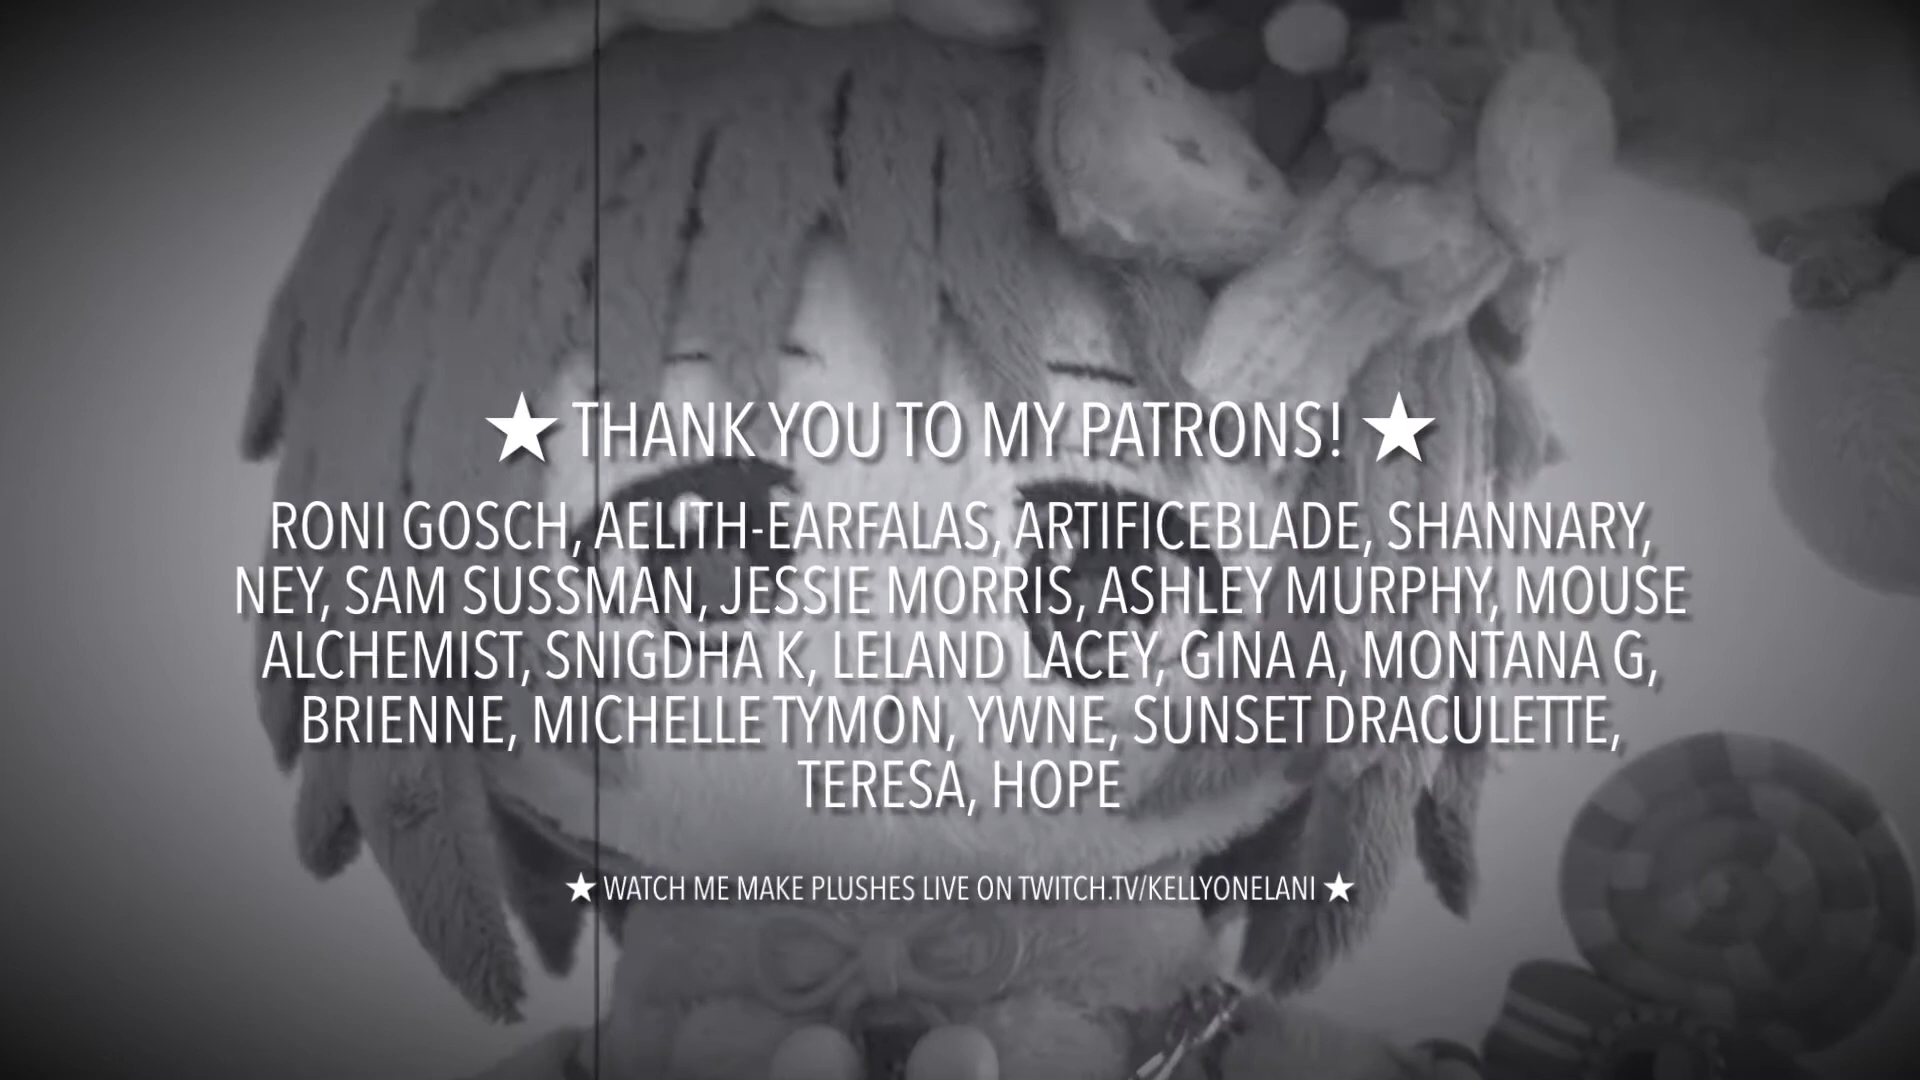 ★ THANK YOU TO MY PATRONS! ★
RONI GOSCH, AELITH-EARFALAS, ARTIFICEBLADE, SHANNARY,
NEY, SAM SUSSMAN, JESSIE MORRIS, ASHLEY MURPHY, MOUSE
ALCHEMIST, SNIGDHA K, LELAND LACEY, GINA A, MONTANA G,
BRIENNE, MICHELLE TYMON, YWNE, SUNSET DRACULETTE,
TERESA, HOPE
★ WATCH ME MAKE PLUSHES LIVE ON TWITCH.TV/KELLYONELANI ★